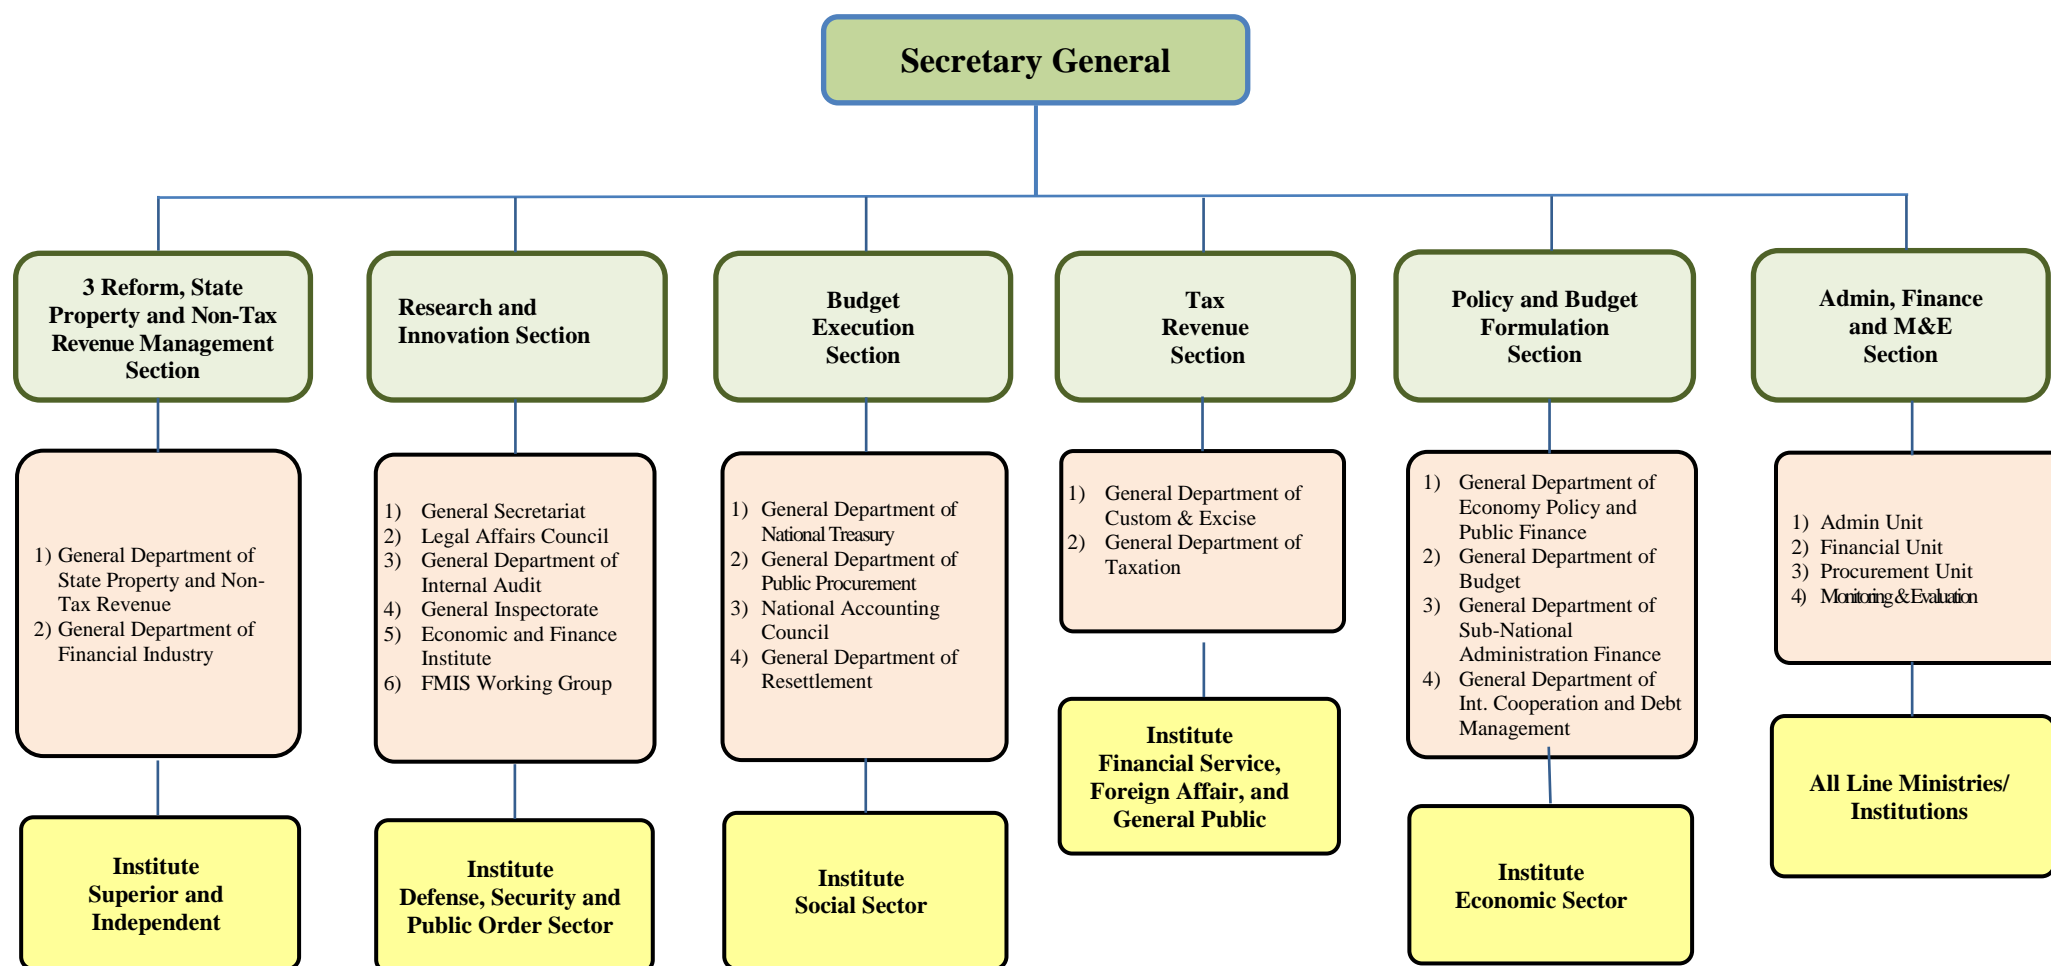 Secretary General
3 Reform, State
Property and Non-Tax
Revenue Management
Section
Research and
Innovation Section
Budget
Execution
Section
Tax
Revenue
Section
Policy and Budget
Formulation
Section
Admin, Finance
and M&E
Section
1) General Department of
State Property and Non-
Tax Revenue
2) General Department of
Financial Industry
1) General Secretariat
2) Legal Affairs Council
3) General Department of
Internal Audit
4) General Inspectorate
5) Economic and Finance
Institute
6) FMIS Working Group
1) General Department of
National Treasury
2) General Department of
Public Procurement
3) National Accounting
Council
4) General Department of
Resettlement
1) General Department of
Custom & Excise
2) General Department of
Taxation
1) General Department of
Economy Policy and
Public Finance
2) General Department of
Budget
3) General Department of
Sub-National
Administration Finance
4) General Department of
Int. Cooperation and Debt
Management
1) Admin Unit
2) Financial Unit
3) Procurement Unit
4) Monitoring & Evaluation
Institute
Superior and
Independent
Institute
Defense, Security and
Public Order Sector
Institute
Social Sector
Institute
Financial Service,
Foreign Affair, and
General Public
Institute
Economic Sector
All Line Ministries/
Institutions